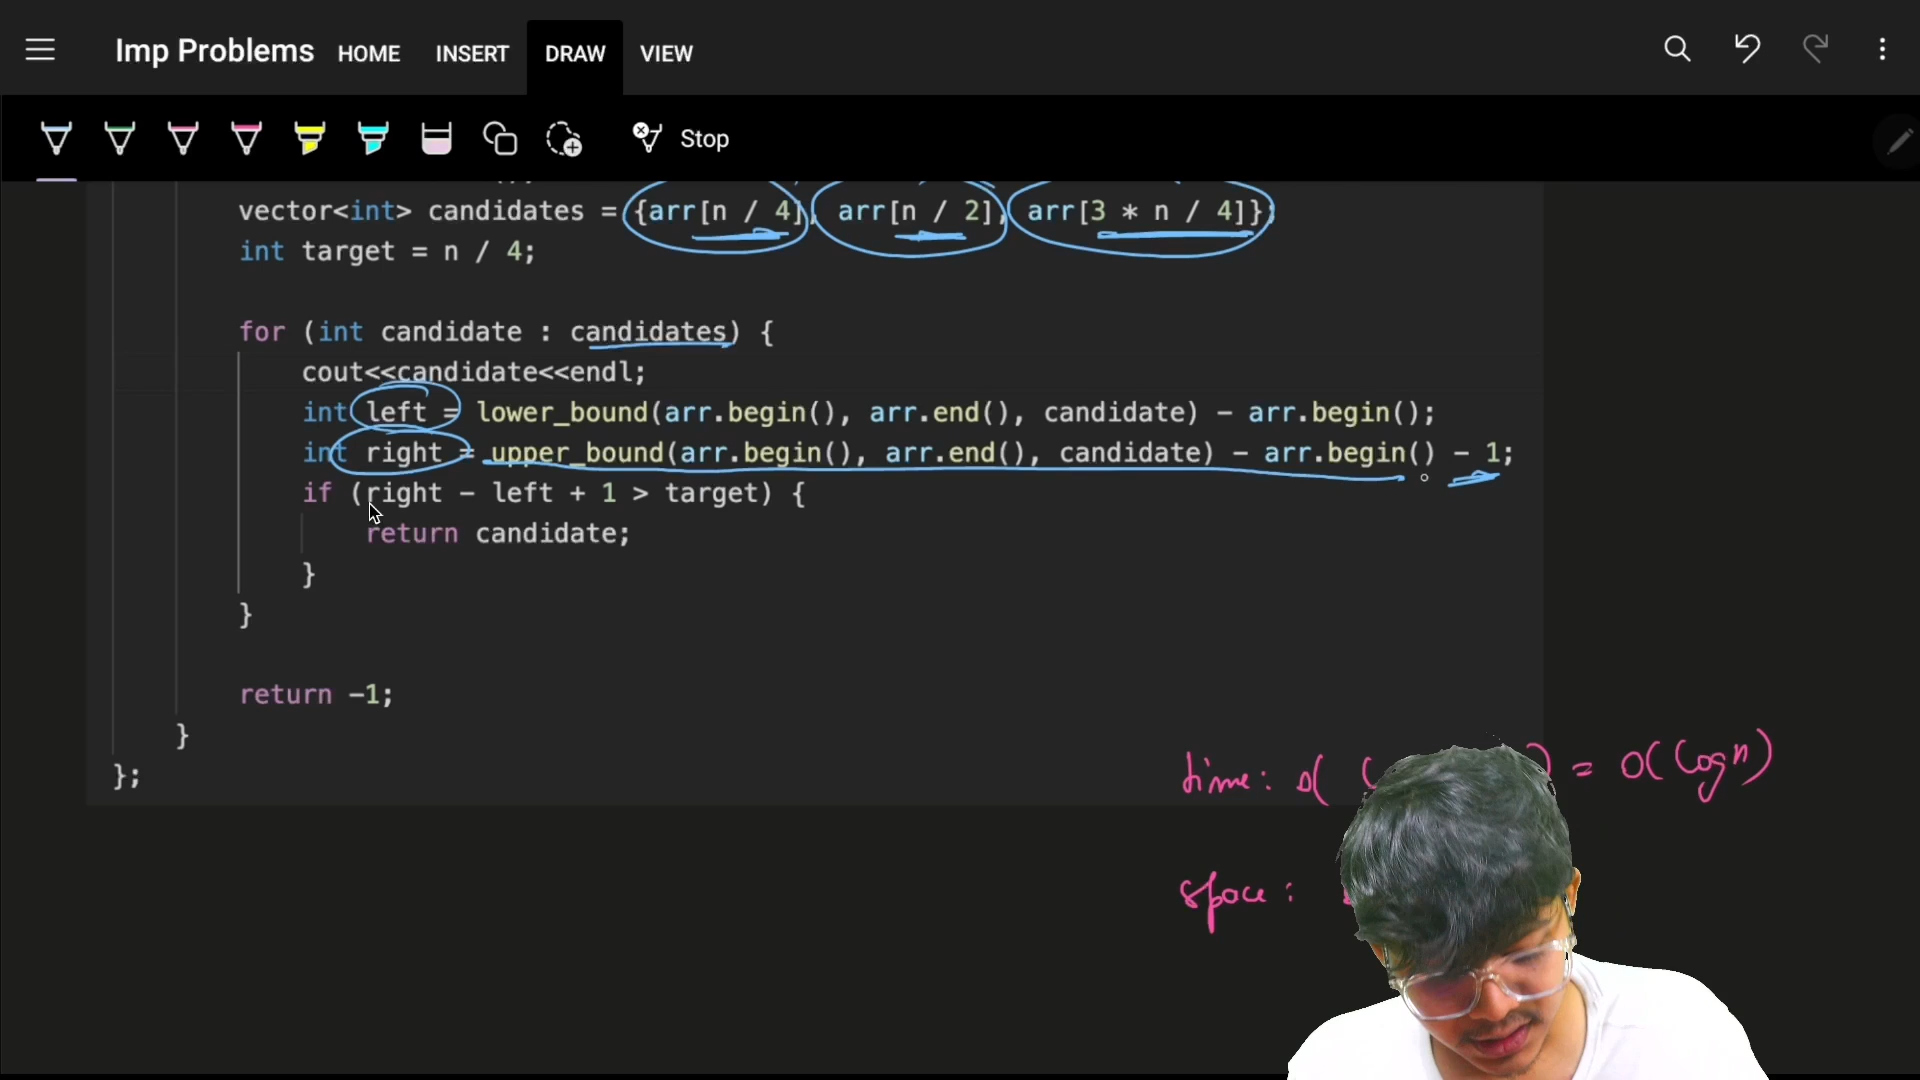 Imp Problems HOME INSERT DRAW VIEW
Stop
vector<int> candidates = {arr[n / 4], arr[n / 2], arr[3 * n / 4]};
int target = n / 4;
for (int candidate : candidates) {
cout<<candidate<<endl;
int left = lower_bound(arr.begin(), arr.end(), candidate) - arr.begin();
int right = upper_bound(arr.begin(), arr.end(), candidate) - arr.begin() - 1;
if (right - left + 1 > target) {
return candidate;
}
}
return -1;
}
};
time: O( ( ) = O(logn)
space: